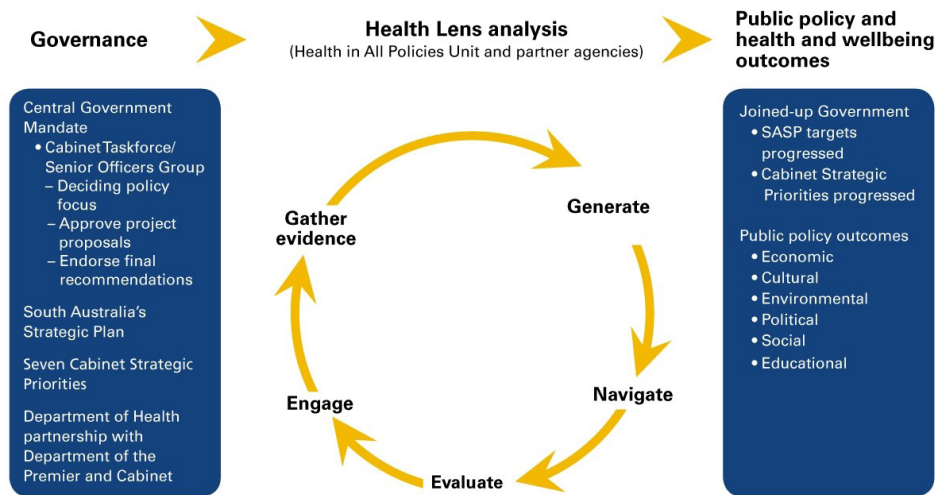 Governance
Health Lens analysis
(Health in All Policies Unit and partner agencies)
Public policy and
health and wellbeing
outcomes
Central Government
Mandate
• Cabinet Taskforce/
Senior Officers Group
– Deciding policy
focus
– Approve project
proposals
– Endorse final
recommendations
South Australia's
Strategic Plan
Seven Cabinet Strategic
Priorities
Department of Health
partnership with
Department of the
Premier and Cabinet
Gather
evidence
Generate
Navigate
Evaluate
Engage
Joined-up Government
• SASP targets
progressed
• Cabinet Strategic
Priorities progressed
Public policy outcomes
• Economic
• Cultural
• Environmental
• Political
• Social
• Educational